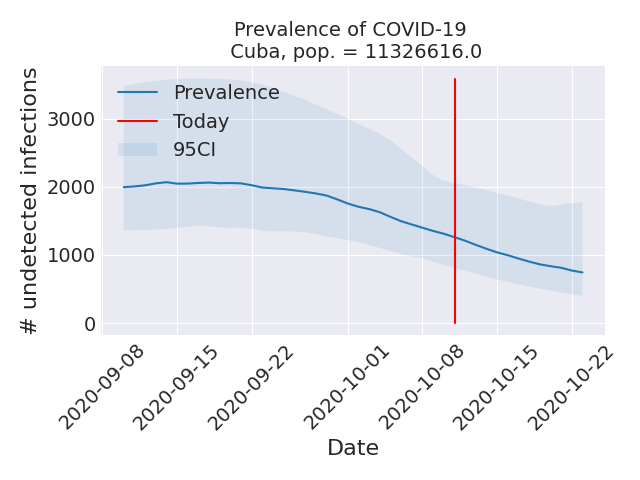 Prevalence of COVID-19
Cuba, pop. = 11326616.0
# undetected infections
3000
2000
1000
0
Prevalence
Today
95CI
2020-09-08
2020-09-15
2020-09-22
2020-10-01
2020-10-08
2020-10-15
2020-10-22
Date